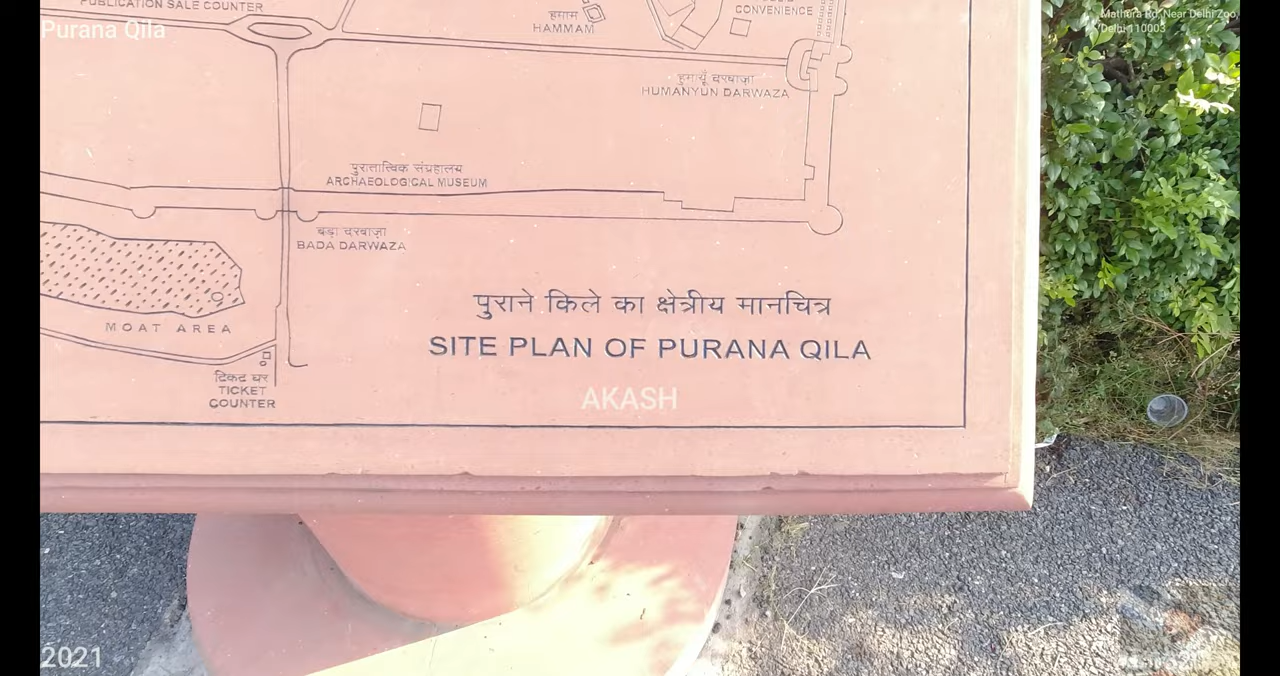 PUBLICATION SALE COUNTER
Purana Qila
हमाम
HAMMAM
CONVENIENCE
Mathura Rd, Near Delhi Zoo,
Delhi 110003
हुमायूँ दरवाज़ा
HUMANYUN DARWAZA
पुरातात्विक संग्रहालय
ARCHAEOLOGICAL MUSEUM
बड़ा दरवाज़ा
BADA DARWAZA
MOAT AREA
पुराने किले का क्षेत्रीय मानचित्र
SITE PLAN OF PURANA QILA
टिकट घर
TICKET
COUNTER
AKASH
2021